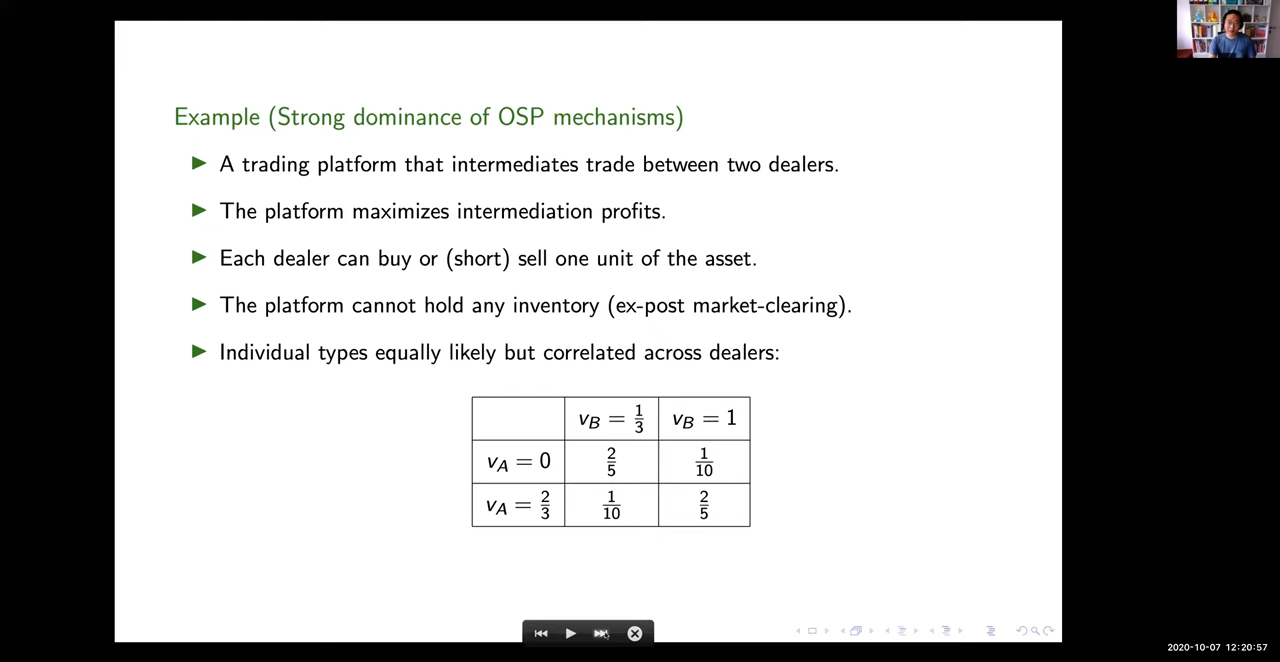 Example (Strong dominance of OSP mechanisms)
▶ A trading platform that intermediates trade between two dealers.
▶ The platform maximizes intermediation profits.
▶ Each dealer can buy or (short) sell one unit of the asset.
▶ The platform cannot hold any inventory (ex-post market-clearing).
▶ Individual types equally likely but correlated across dealers:
v_B = 1/3 v_B = 1
v_A = 0 2/5 1/10
v_A = 2/3 1/10 2/5
2020-10-07 12:20:57